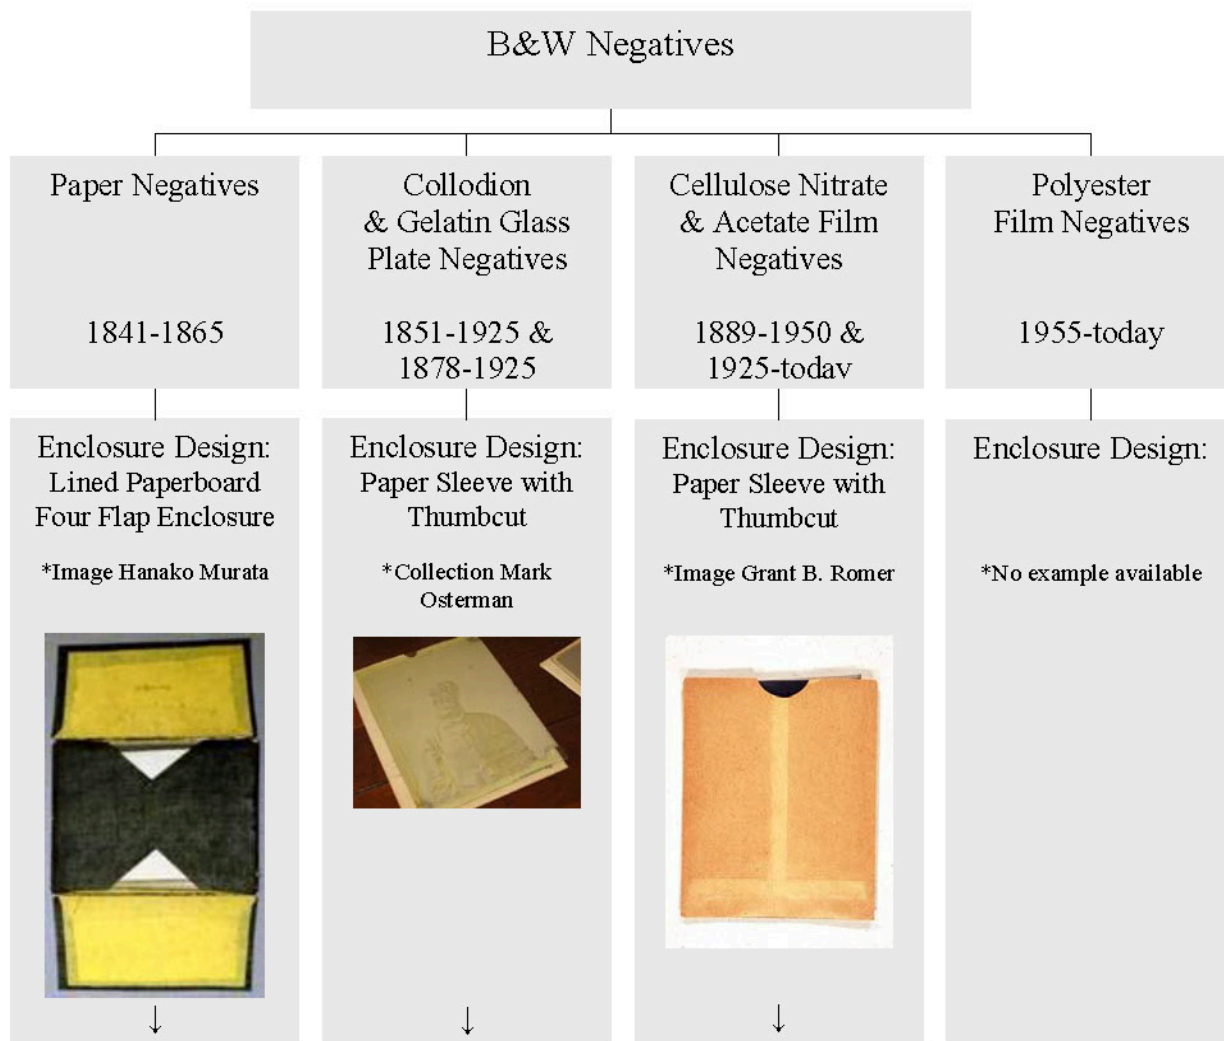 B&W Negatives
Paper Negatives
1841-1865
Collodion
& Gelatin Glass
Plate Negatives
1851-1925 &
1878-1925
Cellulose Nitrate
& Acetate Film
Negatives
1889-1950 &
1925-today
Polyester
Film Negatives
1955-today
Enclosure Design:
Lined Paperboard
Four Flap Enclosure
*Image Hanako Murata
Enclosure Design:
Paper Sleeve with
Thumbcut
*Collection Mark
Osterman
Enclosure Design:
Paper Sleeve with
Thumbcut
*Image Grant B. Romer
Enclosure Design:
*No example available